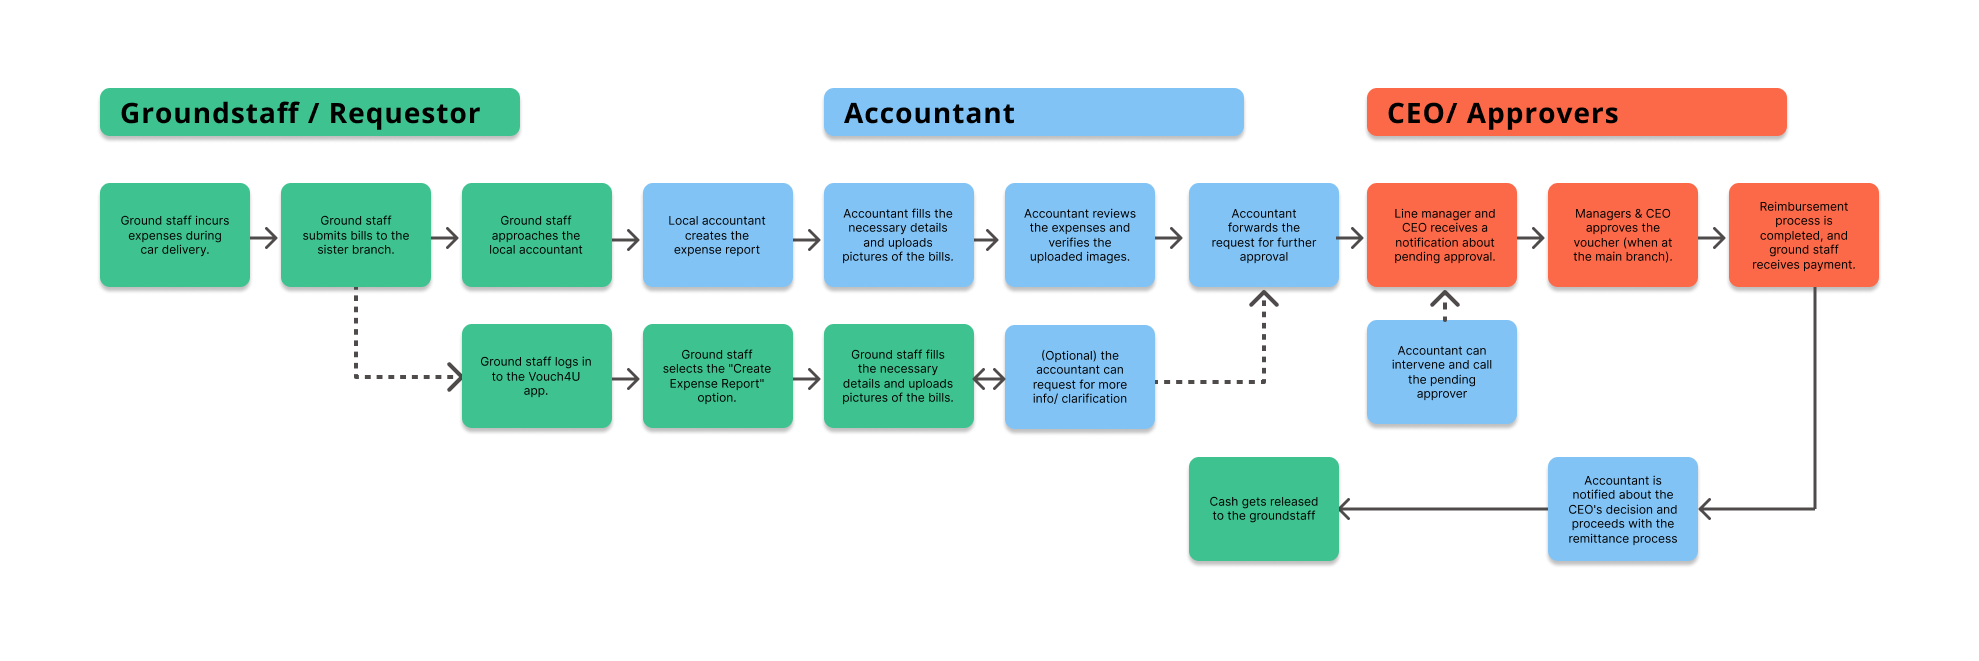 Groundstaff / Requestor
Accountant
CEO/ Approvers
Ground staff incurs
expenses during
car delivery.
Ground staff
submits bills to the
sister branch.
Ground staff
approaches the
local accountant
Local accountant
creates the
expense report
Accountant fills the
necessary details
and uploads
pictures of the bills.
Accountant reviews
the expenses and
verifies the
uploaded images.
Accountant
forwards the
request for further
approval
Line manager and
CEO receives a
notification about
pending approval.
Managers & CEO
approves the
voucher (when at
the main branch).
Reimbursement
process is
completed, and
ground staff
receives payment.
Ground staff logs in
to the Vouch4U
app.
Ground staff
selects the "Create
Expense Report"
option.
Ground staff fills
the necessary
details and uploads
pictures of the bills.
(Optional) the
accountant can
request for more
info/ clarification
Accountant can
intervene and call
the pending
approver
Cash gets released
to the groundstaff
Accountant is
notified about the
CEO's decision and
proceeds with the
remittance process